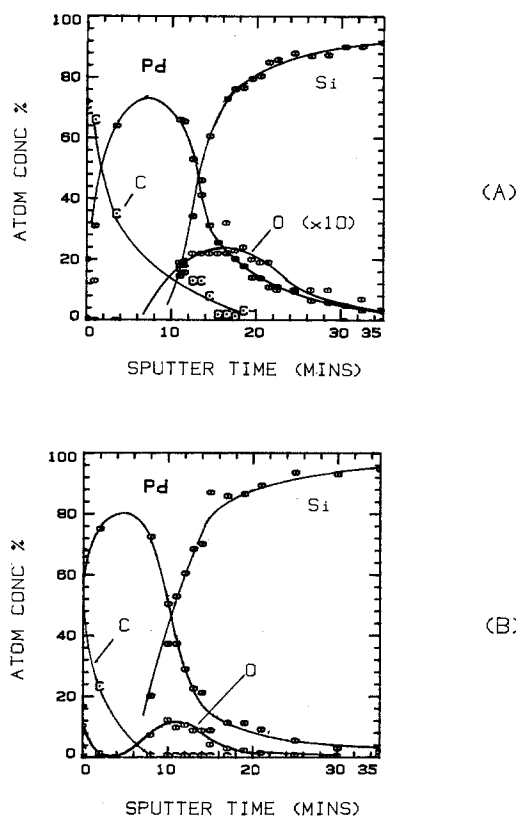 100
80
60
40
20
0
ATOM CONC %
Pd
Si
C
O (x10)
(A)
0 10 20 30 35
SPUTTER TIME (MINS)
100
80
60
40
20
0
ATOM CONC %
Pd
Si
C
O
(B)
0 10 20 30 35
SPUTTER TIME (MINS)